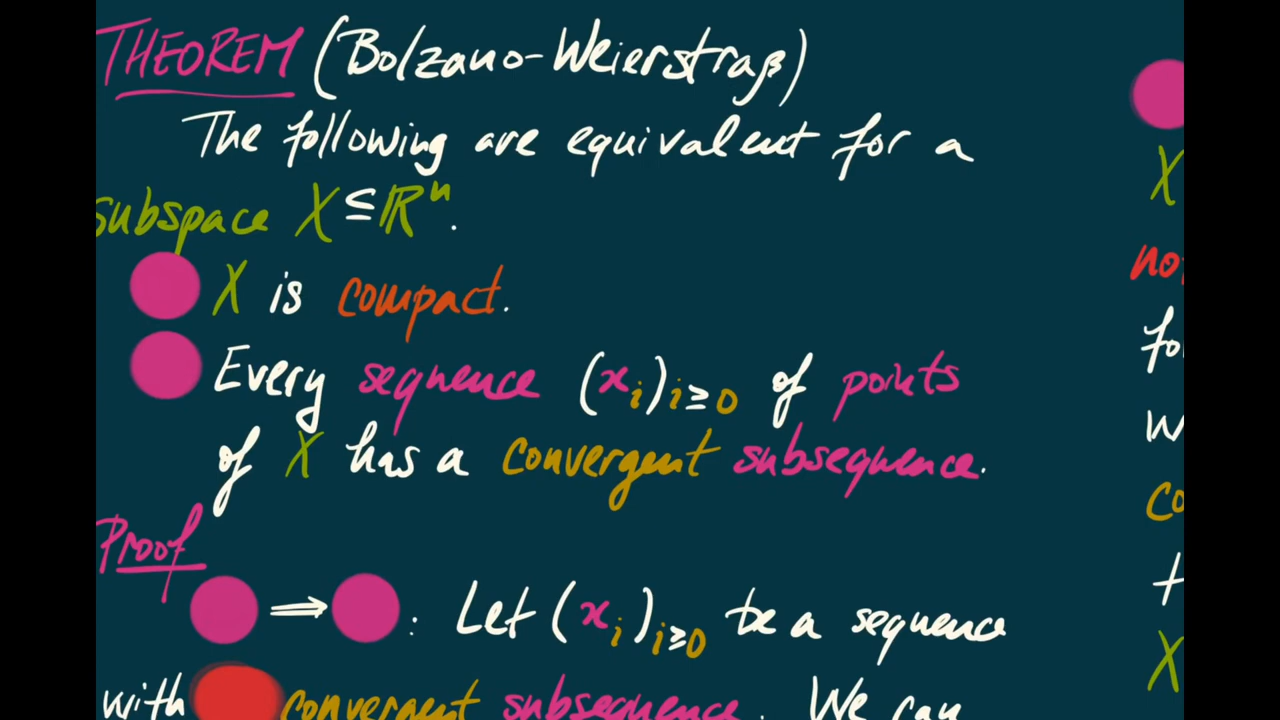 THEOREM (Bolzano-Weierstraß)
The following are equivalent for a
subspace X ⊆ ℝⁿ.
X is compact.
Every sequence (xᵢ)ᵢ≥₀ of points
of X has a convergent subsequence.
Proof
⇒ : Let (xᵢ)ᵢ≥₀ be a sequence
with convergent subsequence. We can
X
X